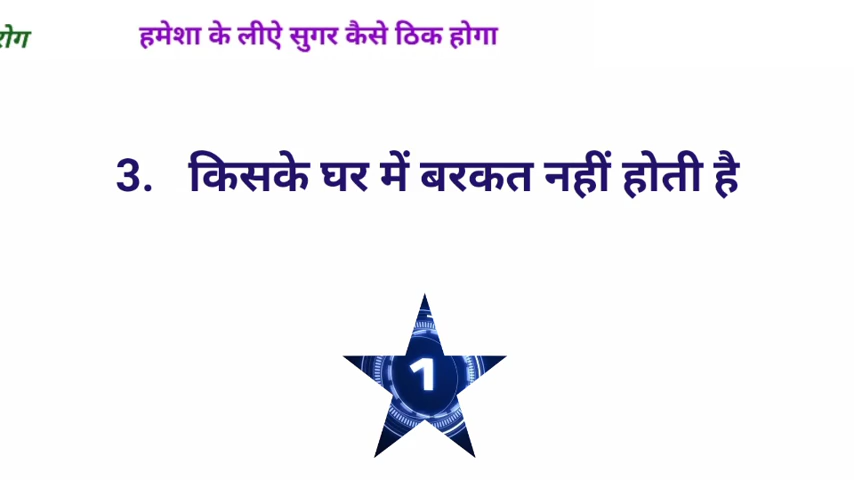 रोग हमेशा के लीऐ सुगर कैसे ठिक होगा
3. किसके घर में बरकत नहीं होती है
1